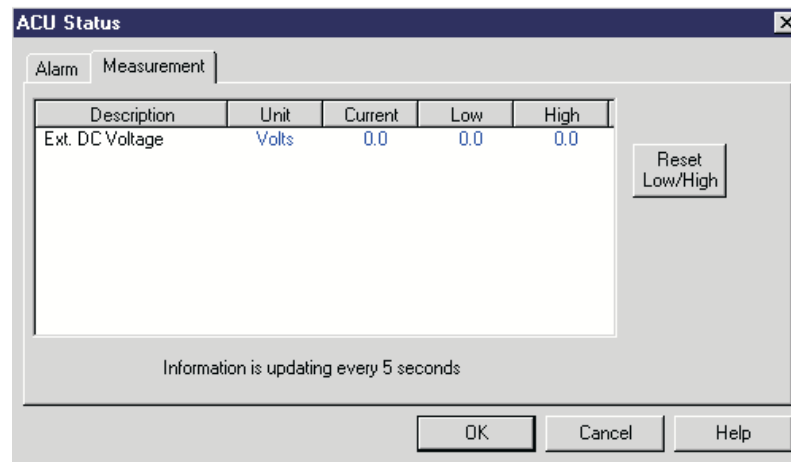 ACU Status
Alarm Measurement
Description Unit Current Low High
Ext. DC Voltage Volts 0.0 0.0 0.0
Reset
Low/High
Information is updating every 5 seconds
OK Cancel Help